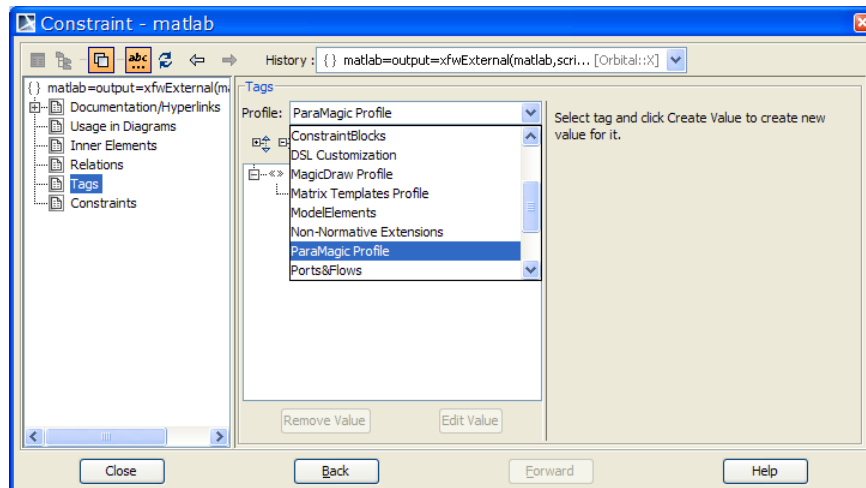 Constraint - matlab
abc
History : { } matlab=output=xfwExternal(matlab,scri... [Orbital::X]
{ } matlab=output=xfwExternal(m
Documentation/Hyperlinks
Usage in Diagrams
Inner Elements
Relations
Tags
Constraints
Tags
Profile: ParaMagic Profile
ConstraintBlocks
DSL Customization
MagicDraw Profile
Matrix Templates Profile
ModelElements
Non-Normative Extensions
ParaMagic Profile
Ports&Flows
Select tag and click Create Value to create new
value for it.
Remove Value
Edit Value
Close
Back
Forward
Help